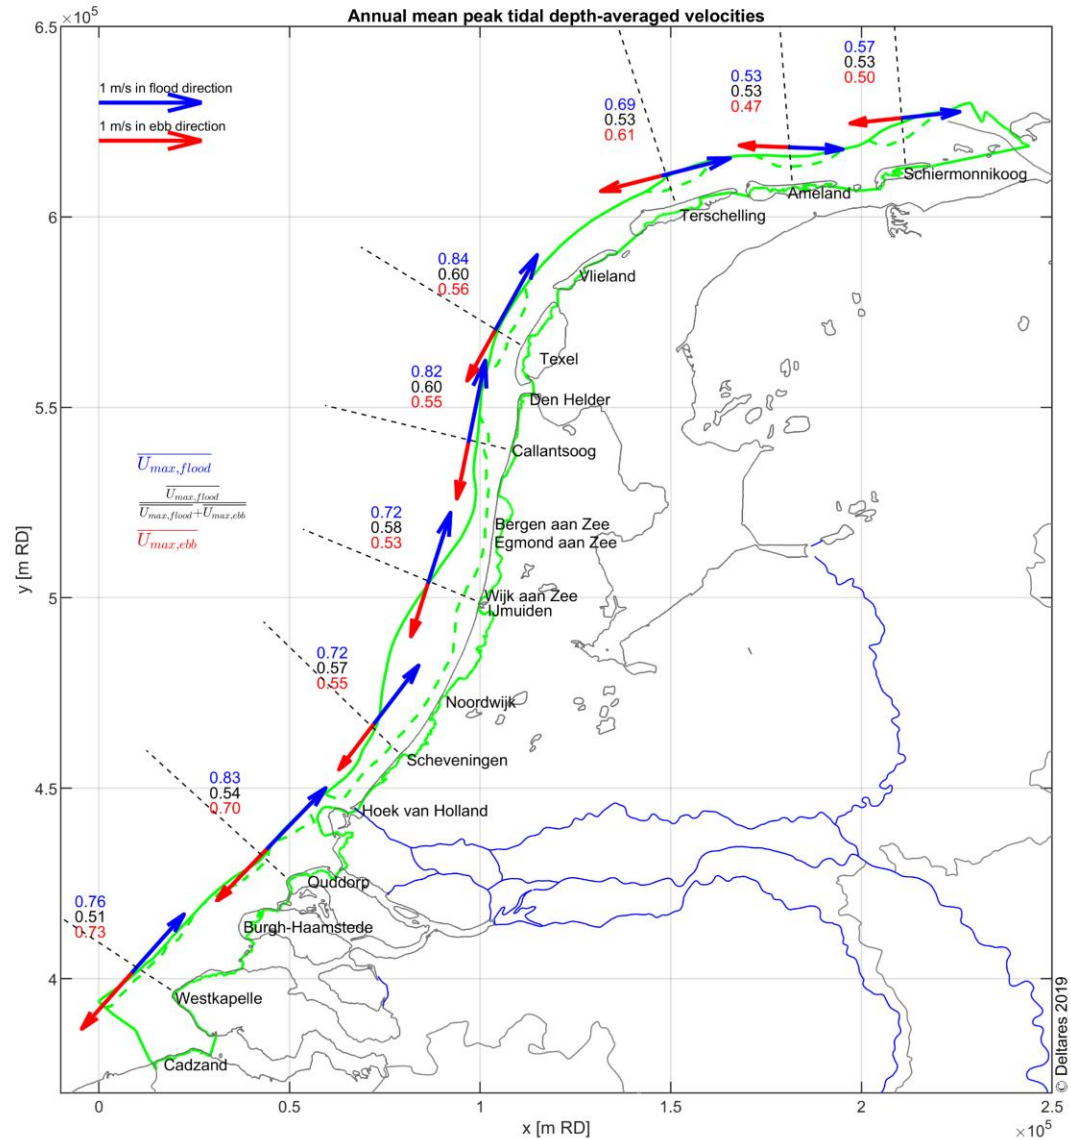 Annual mean peak tidal depth-averaged velocities
×10⁵
6.5
6
5.5
5
4.5
4
y [m RD]
1 m/s in flood direction
1 m/s in ebb direction
0.57
0.53
0.50
0.53
0.53
0.47
0.69
0.53
0.61
Schiermonnikoog
Ameland
Terschelling
0.84
0.60
0.56
Vlieland
Texel
0.82
0.60
0.55
Den Helder
Callantsoog
U_max,flood
U_max,flood
U_max,flood+U_max,ebb
U_max,ebb
0.72
0.58
0.53
Bergen aan Zee
Egmond aan Zee
Wijk aan Zee
IJmuiden
0.72
0.57
0.55
Noordwijk
Scheveningen
0.83
0.54
0.70
Hoek van Holland
Ouddorp
0.76
0.51
0.73
Burgh-Haamstede
Westkapelle
Cadzand
© Deltares 2019
0 0.5 1 1.5 2 2.5
x [m RD]
×10⁵